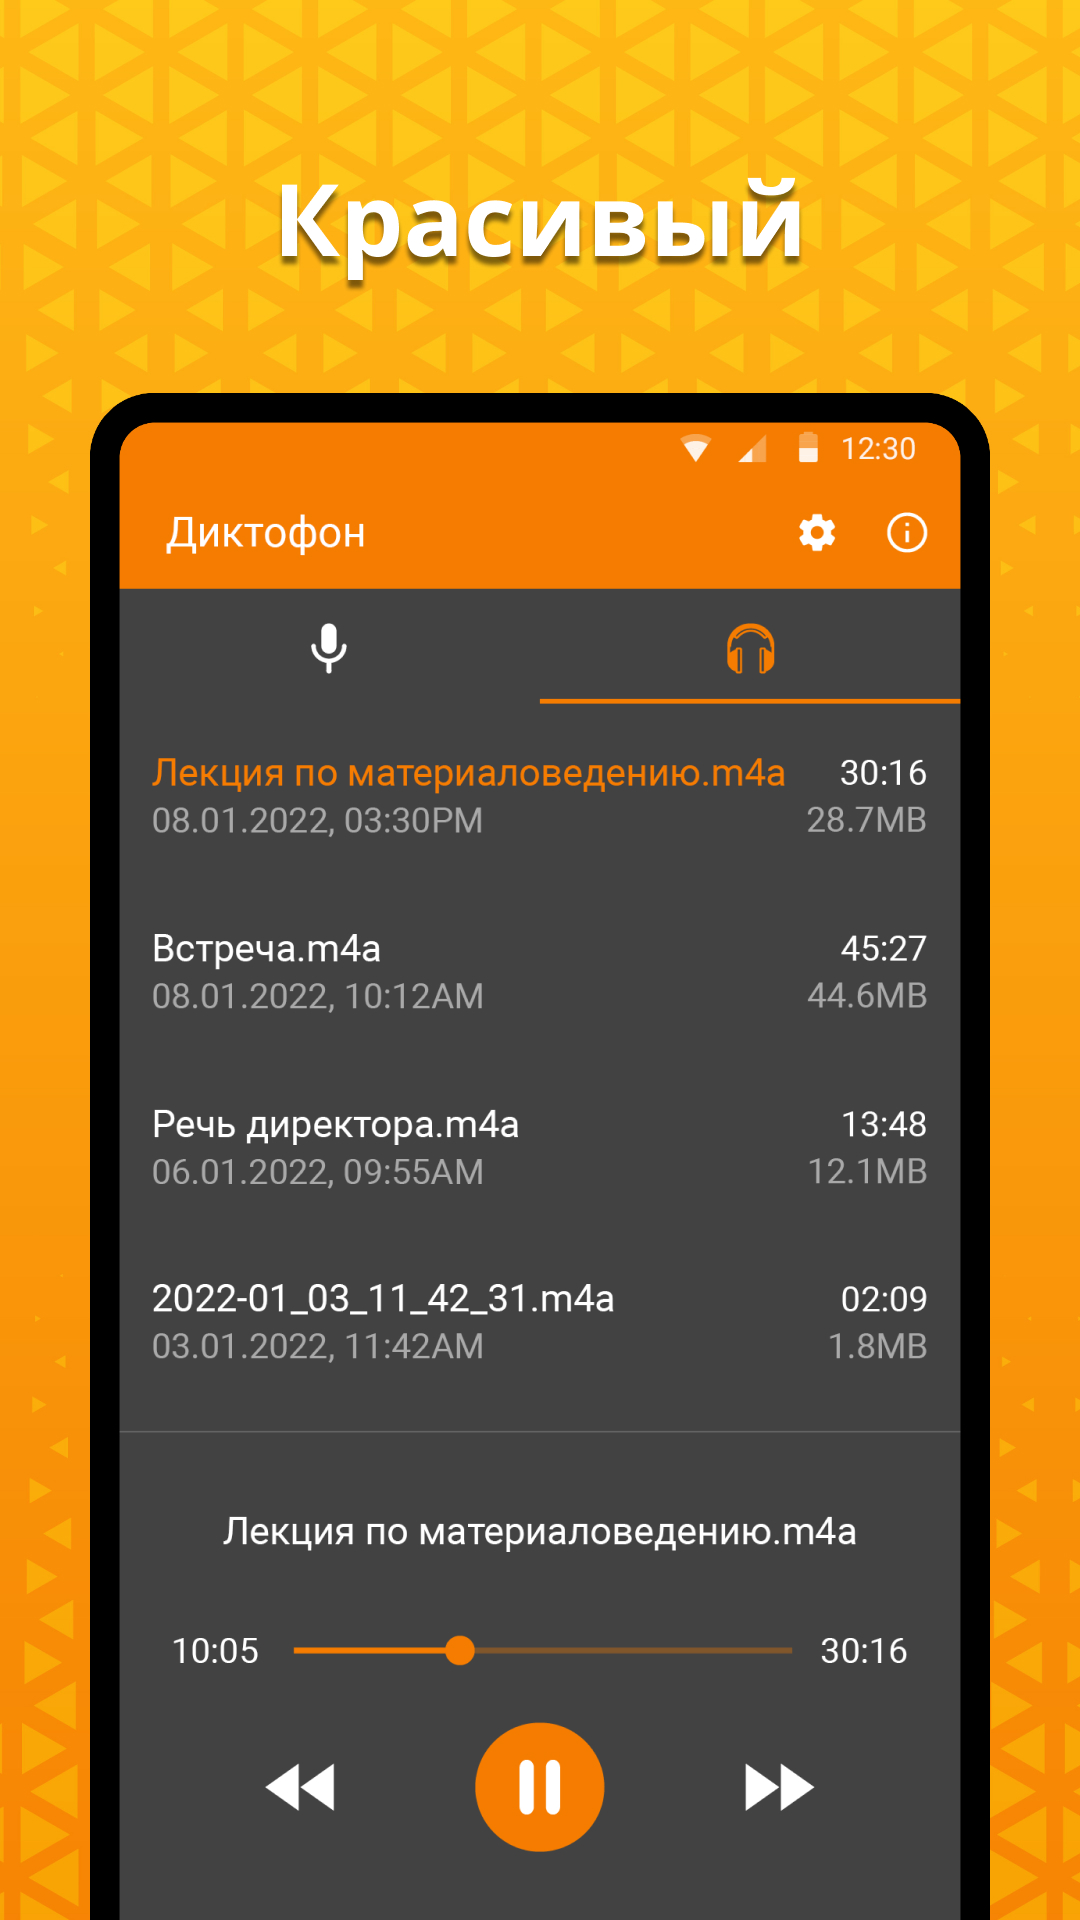 Красивый
12:30
Диктофон
Лекция по материаловедению.m4a 30:16
08.01.2022, 03:30PM 28.7MB
Встреча.m4a 45:27
08.01.2022, 10:12AM 44.6MB
Речь директора.m4a 13:48
06.01.2022, 09:55AM 12.1MB
2022-01_03_11_42_31.m4a 02:09
03.01.2022, 11:42AM 1.8MB
Лекция по материаловедению.m4a
10:05 30:16